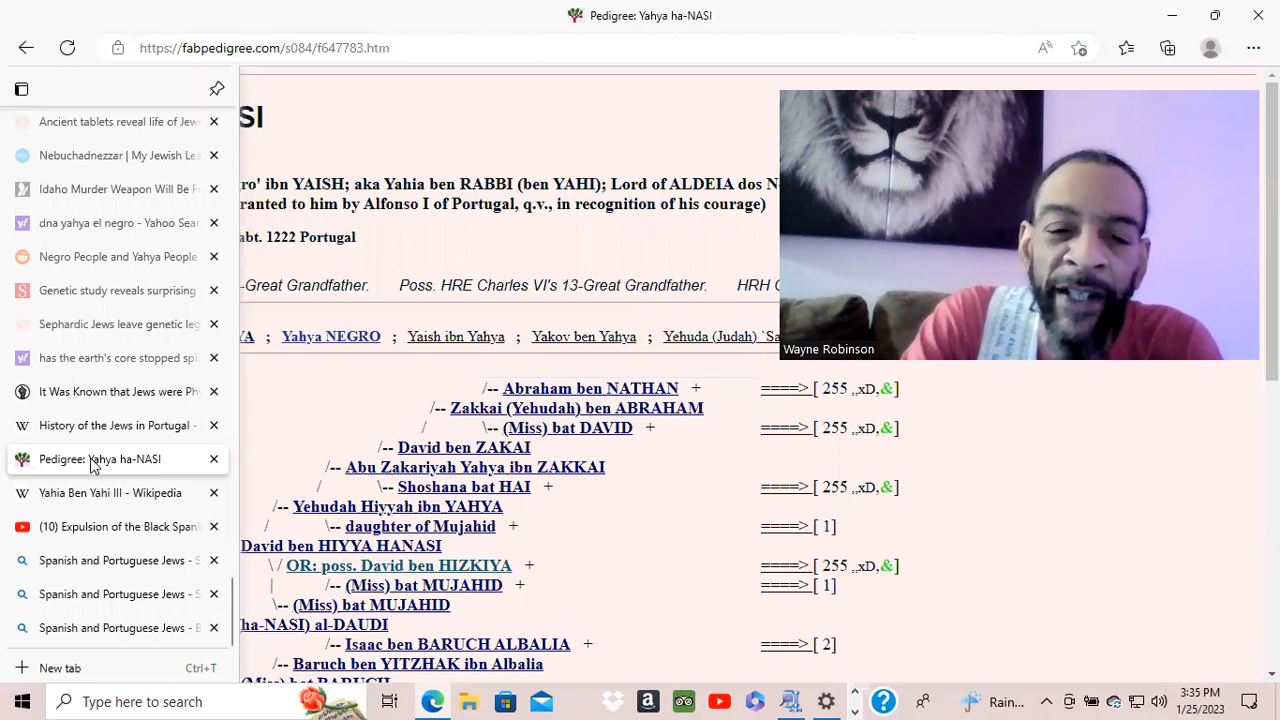 Pedigree: Yahya ha-NASI
https://fabpedigree.com/s084/f647783.htm
Ancient tablets reveal life of Jew
Nebuchadnezzar | My Jewish Lea
Idaho Murder Weapon Will Be F
dna yahya el negro - Yahoo Sear
Negro People and Yahya People
Genetic study reveals surprising
Sephardic Jews leave genetic leg
has the earth's core stopped spi
It Was Known that Jews were Phy
History of the Jews in Portugal -
Pedigree: Yahya ha-NASI
Yahia Ben Yahi III - Wikipedia
(10) Expulsion of the Black Spani
Spanish and Portuguese Jews - S
Spanish and Portuguese Jews - S
Spanish and Portuguese Jews - B
New tab Ctrl+T
SI
gro' ibn YAISH; aka Yahia ben RABBI (ben YAHI); Lord of ALDEIA dos N
ranted to him by Alfonso I of Portugal, q.v., in recognition of his courage)
abt. 1222 Portugal
-Great Grandfather. Poss. HRE Charles VI's 13-Great Grandfather. HRH C
YA ; Yahya NEGRO ; Yaish ibn Yahya ; Yakov ben Yahya ; Yehuda (Judah) `Sa
/-- Abraham ben NATHAN + ====> [ 255 ,,xD,&]
/-- Zakkai (Yehudah) ben ABRAHAM
/ \-- (Miss) bat DAVID + ====> [ 255 ,,xD,&]
/-- David ben ZAKAI
/-- Abu Zakariyah Yahya ibn ZAKKAI
/ \-- Shoshana bat HAI + ====> [ 255 ,,xD,&]
/-- Yehudah Hiyyah ibn YAHYA
/ \-- daughter of Mujahid + ====> [ 1]
David ben HIYYA HANASI
\ / OR: poss. David ben HIZKIYA + ====> [ 255 ,,xD,&]
| /-- (Miss) bat MUJAHID + ====> [ 1]
\-- (Miss) bat MUJAHID
(ha-NASI) al-DAUDI
/-- Isaac ben BARUCH ALBALIA + ====> [ 2]
/-- Baruch ben YITZHAK ibn Albalia
(Miss) bat BARUCH
Wayne Robinson
Type here to search
Rain...
3:35 PM
1/25/2023